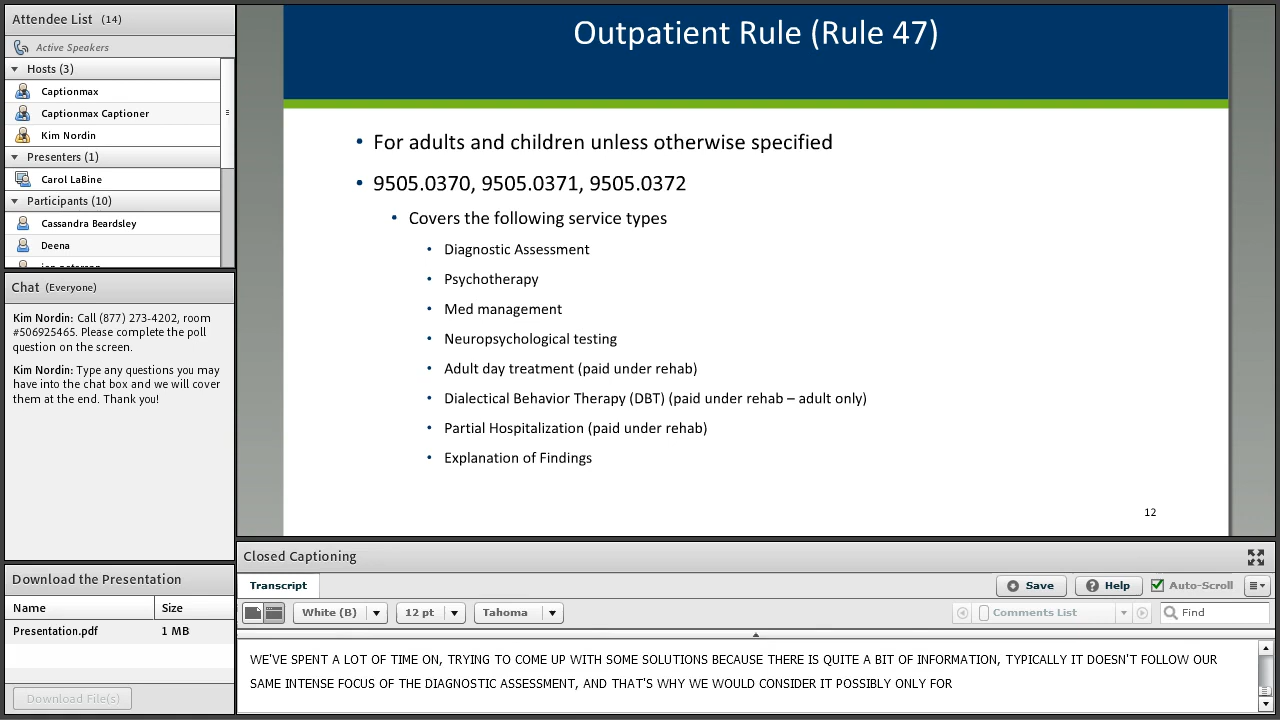 Attendee List (14)
Active Speakers
Hosts (3)
Captionmax
Captionmax Captioner
Kim Nordin
Presenters (1)
Carol LaBine
Participants (10)
Cassandra Beardsley
Deena
Chat (Everyone)
Kim Nordin: Call (877) 273-4202, room
#506925465. Please complete the poll
question on the screen.
Kim Nordin: Type any questions you may
have into the chat box and we will cover
them at the end. Thank you!
Download the Presentation
Name Size
Presentation.pdf 1 MB
Download File(s)
Outpatient Rule (Rule 47)
• For adults and children unless otherwise specified
• 9505.0370, 9505.0371, 9505.0372
• Covers the following service types
• Diagnostic Assessment
• Psychotherapy
• Med management
• Neuropsychological testing
• Adult day treatment (paid under rehab)
• Dialectical Behavior Therapy (DBT) (paid under rehab – adult only)
• Partial Hospitalization (paid under rehab)
• Explanation of Findings
12
Closed Captioning
Transcript Save Help Auto-Scroll
White (B) 12 pt Tahoma Comments List Find
WE'VE SPENT A LOT OF TIME ON, TRYING TO COME UP WITH SOME SOLUTIONS BECAUSE THERE IS QUITE A BIT OF INFORMATION, TYPICALLY IT DOESN'T FOLLOW OUR
SAME INTENSE FOCUS OF THE DIAGNOSTIC ASSESSMENT, AND THAT'S WHY WE WOULD CONSIDER IT POSSIBLY ONLY FOR